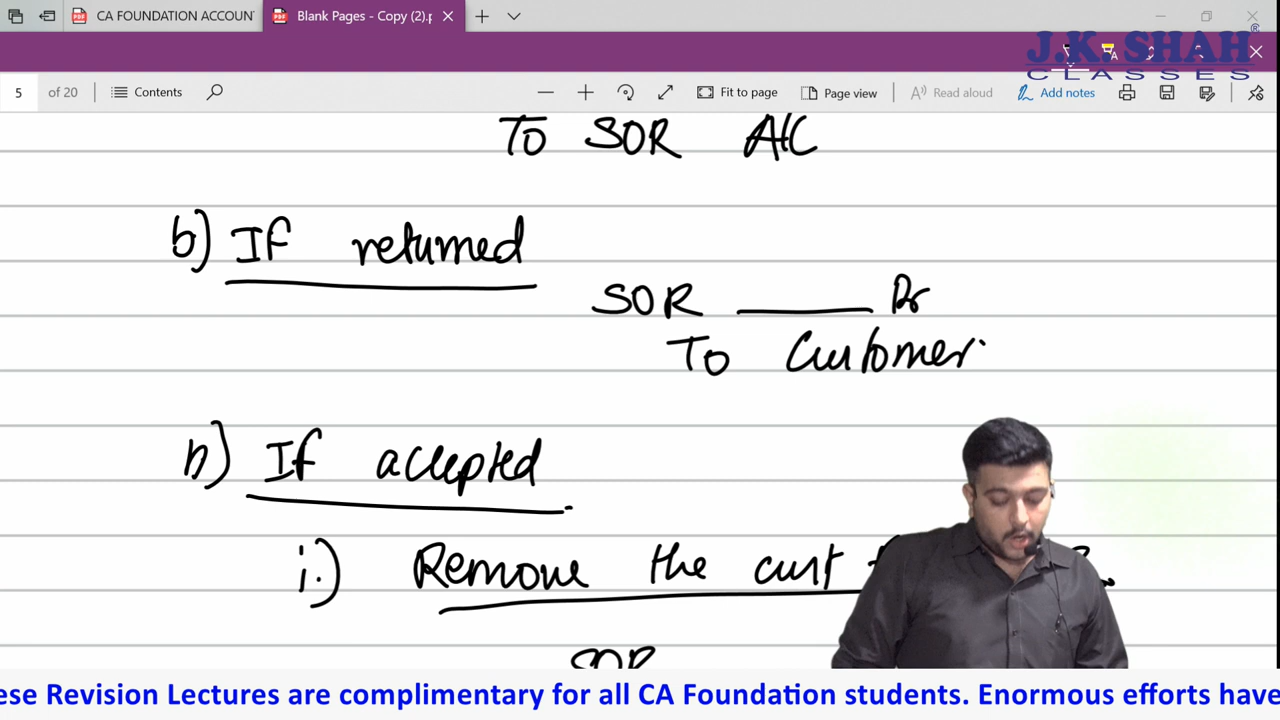 CA FOUNDATION ACCOUN
Blank Pages - Copy (2).p
J.K. SHAH ®
CLASSES
5 of 20 Contents Fit to page Page view Read aloud Add notes
To SOR A/C
b) If returned
SOR ______ Dr
To Customer
If accepted
i.) Remove the cust
SOR
ese Revision Lectures are complimentary for all CA Foundation students. Enormous efforts have